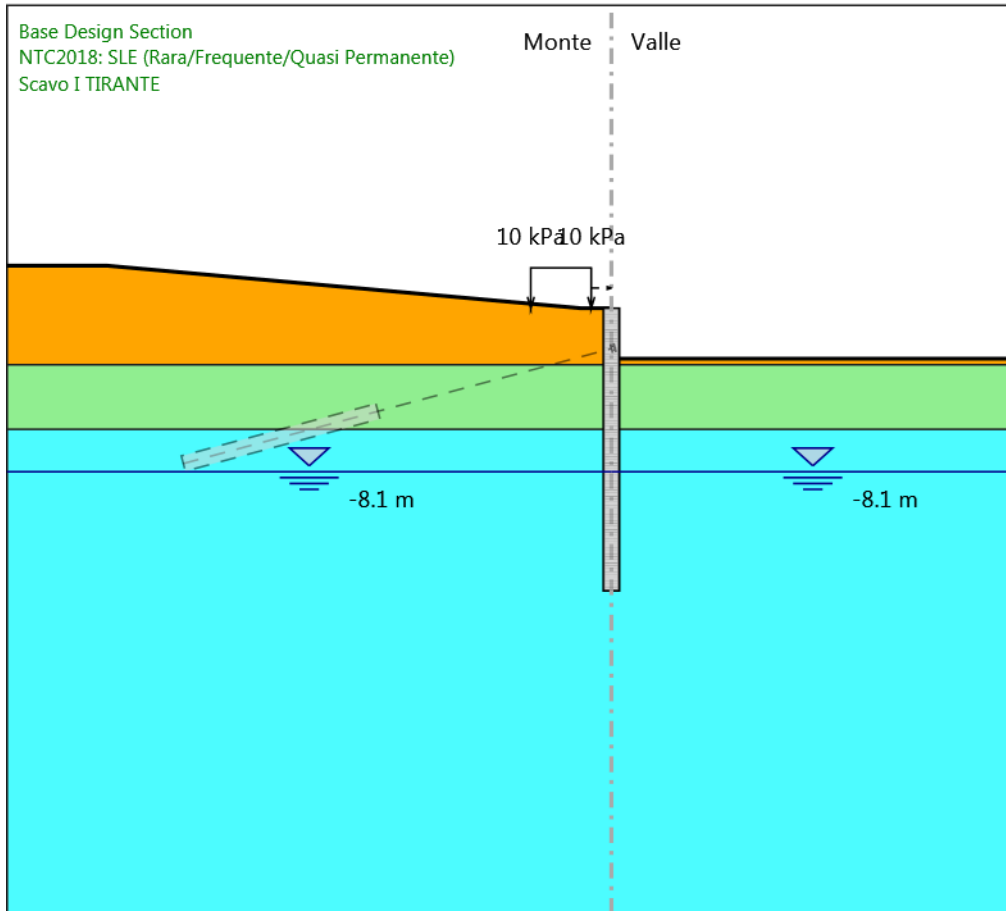 Base Design Section
NTC2018: SLE (Rara/Frequente/Quasi Permanente)
Scavo I TIRANTE
Monte
Valle
10 kPa
10 kPa
-8.1 m
-8.1 m